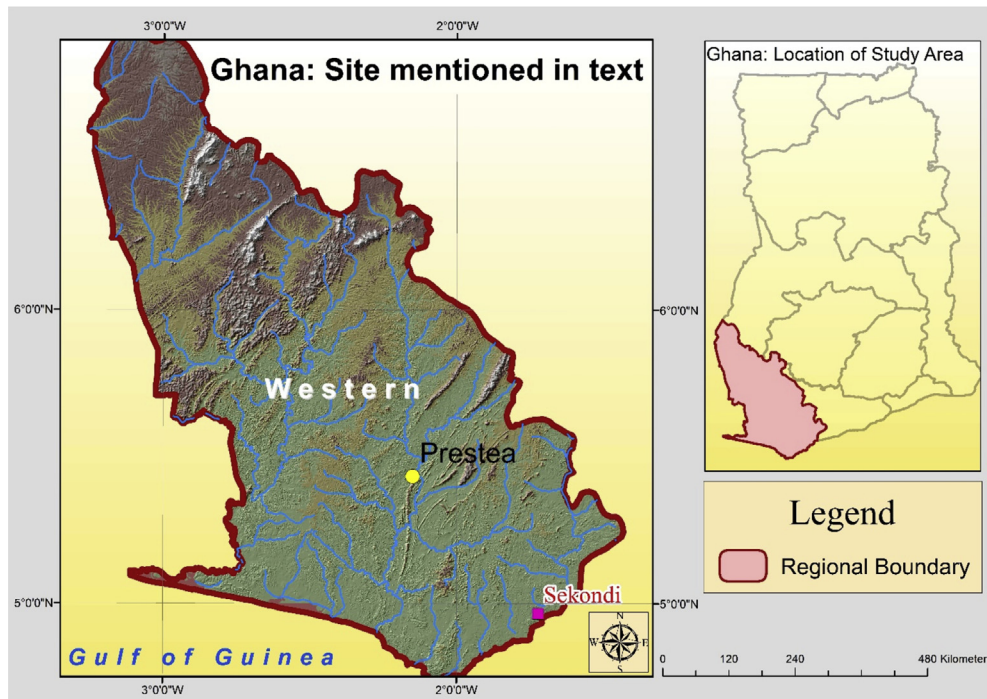 3°0'0"W
2°0'0"W
Ghana: Site mentioned in text
Ghana: Location of Study Area
6°0'0"N
6°0'0"N
Western
Prestea
Legend
Regional Boundary
5°0'0"N
5°0'0"N
Sekondi
N
W
E
S
Gulf of Guinea
0
120
240
480 Kilometer
3°0'0"W
2°0'0"W